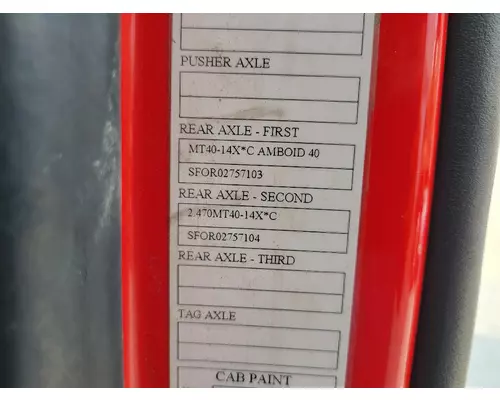 PUSHER AXLE
REAR AXLE - FIRST
MT40-14X*C AMBOID 40
SFOR02757103
REAR AXLE - SECOND
2.470MT40-14X*C
SFOR02757104
REAR AXLE - THIRD
TAG AXLE
CAB PAINT